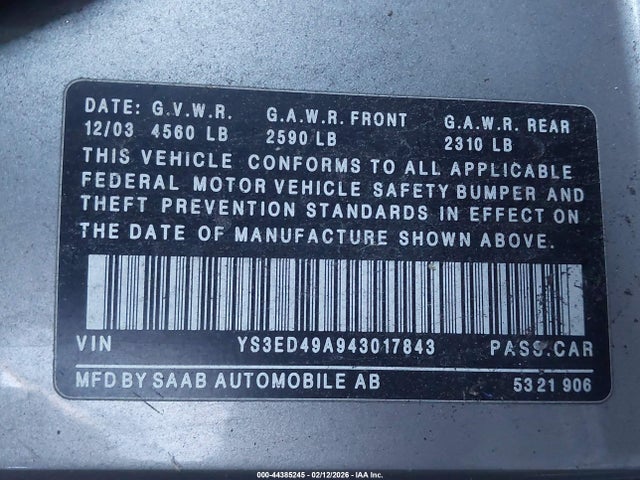 DATE: G.V.W.R. G.A.W.R. FRONT G.A.W.R. REAR
12/03 4560 LB 2590 LB 2310 LB
THIS VEHICLE CONFORMS TO ALL APPLICABLE
FEDERAL MOTOR VEHICLE SAFETY BUMPER AND
THEFT PREVENTION STANDARDS IN EFFECT ON
THE DATE OF MANUFACTURE SHOWN ABOVE.
VIN YS3ED49A943017843 PASS.CAR
MFD BY SAAB AUTOMOBILE AB 53 21 906
000-44385245 - 02/12/2026 - IAA Inc.